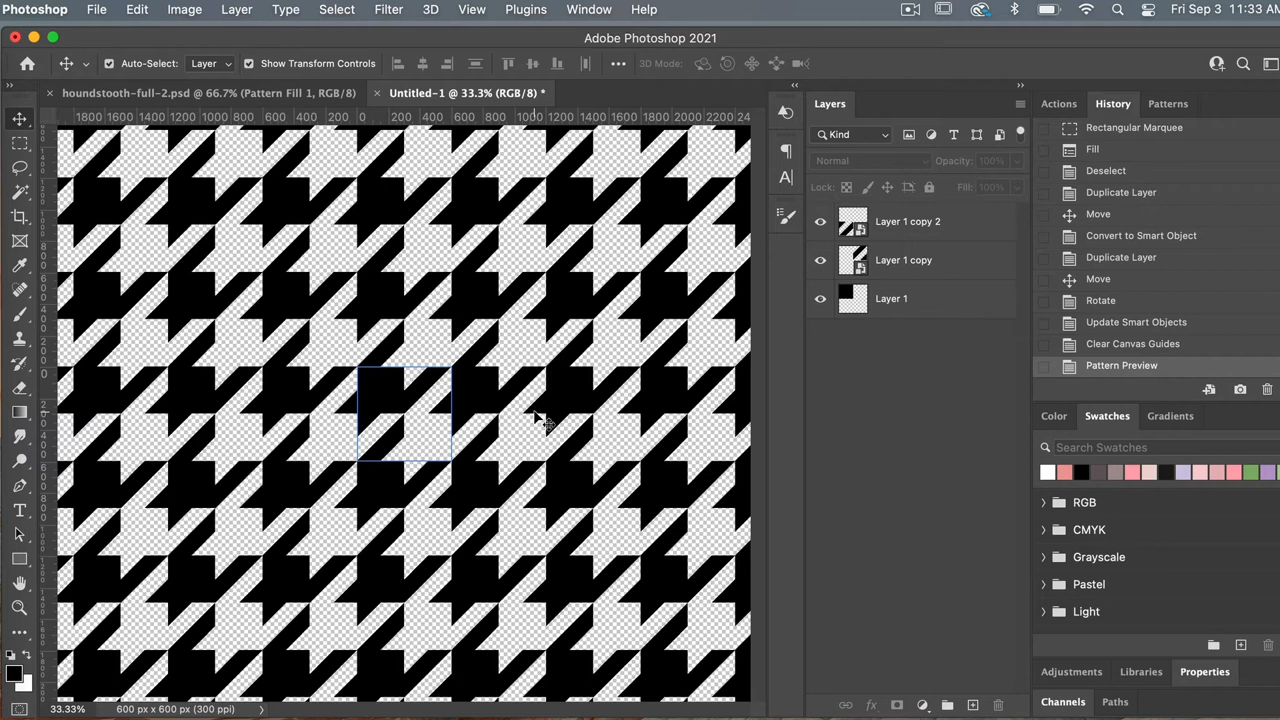 Photoshop File Edit Image Layer Type Select Filter 3D View Plugins Window Help Fri Sep 3 11:33 AM
Adobe Photoshop 2021
Auto-Select: Layer Show Transform Controls 3D Mode:
houndstooth-full-2.psd @ 66.7% (Pattern Fill 1, RGB/8) Untitled-1 @ 33.3% (RGB/8) *
1800 1600 1400 1200 1000 800 600 400 200 0 200 400 600 800 1000 1200 1400 1600 1800 2000 2200 24
Layers
Kind
Normal Opacity: 100%
Lock: Fill: 100%
Layer 1 copy 2
Layer 1 copy
Layer 1
Actions History Patterns
Rectangular Marquee
Fill
Deselect
Duplicate Layer
Move
Convert to Smart Object
Duplicate Layer
Move
Rotate
Update Smart Objects
Clear Canvas Guides
Pattern Preview
Color Swatches Gradients
Search Swatches
RGB
CMYK
Grayscale
Pastel
Light
Adjustments Libraries Properties
Channels Paths
33.33% 600 px x 600 px (300 ppi)